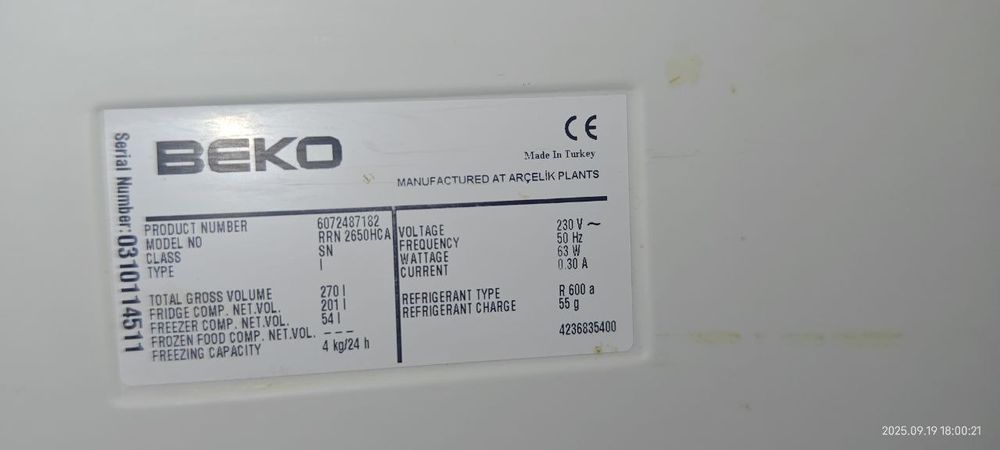 BEKO
CE
Made In Turkey
MANUFACTURED AT ARÇELİK PLANTS
Serial Number: 0310114511
PRODUCT NUMBER 6072487182
MODEL NO RRN 2650HCA
CLASS SN
TYPE I
TOTAL GROSS VOLUME 270 l
FRIDGE COMP. NET.VOL. 201 l
FREEZER COMP. NET.VOL. 54 l
FROZEN FOOD COMP. NET.VOL. ---
FREEZING CAPACITY 4 kg/24 h
VOLTAGE 230 V ~
FREQUENCY 50 Hz
WATTAGE 63 W
CURRENT 0.30 A
REFRIGERANT TYPE R 600 a
REFRIGERANT CHARGE 55 g
4236835400
2025.09.19 18:00:21